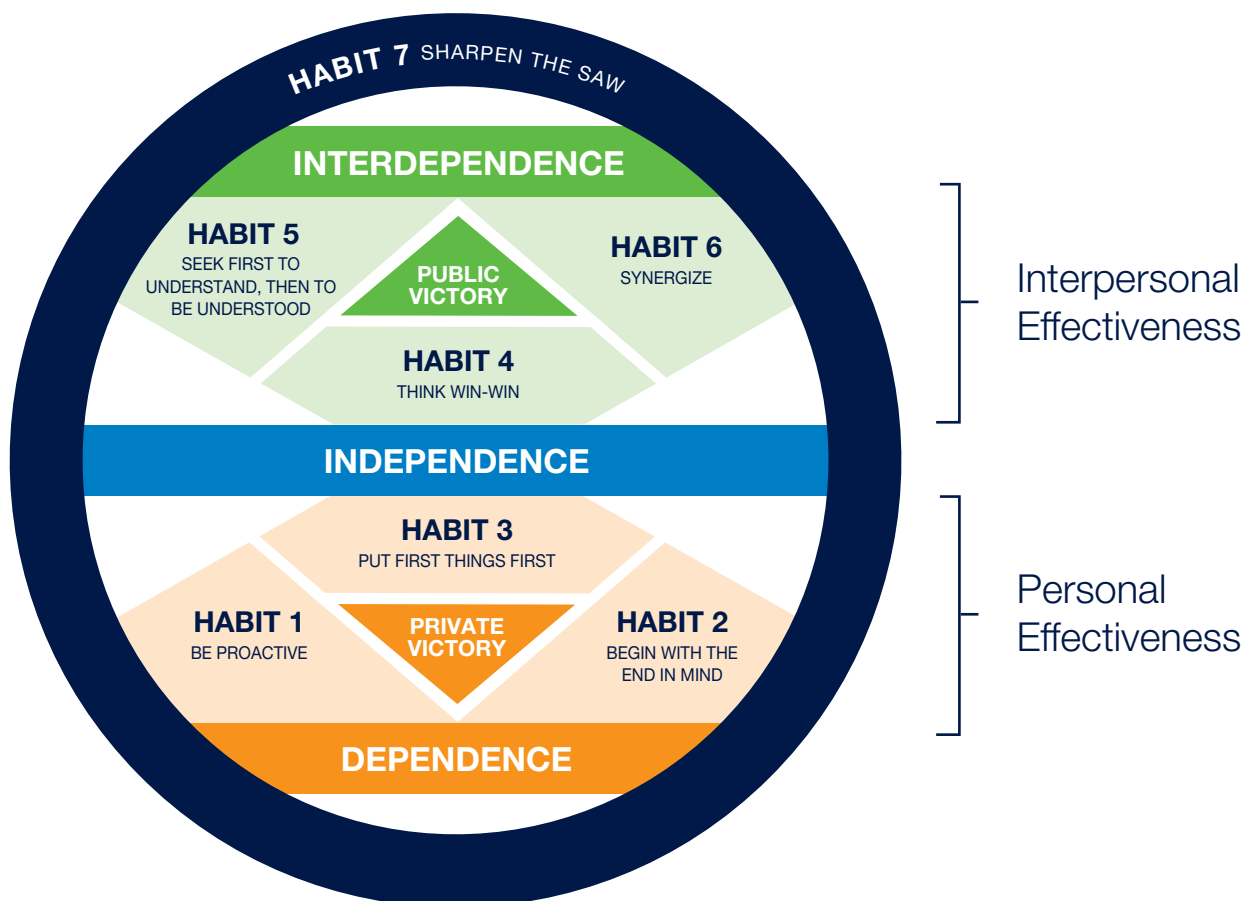 HABIT 7 SHARPEN THE SAW
INTERDEPENDENCE
HABIT 5
SEEK FIRST TO
UNDERSTAND, THEN TO
BE UNDERSTOOD
PUBLIC
VICTORY
HABIT 6
SYNERGIZE
HABIT 4
THINK WIN-WIN
Interpersonal
Effectiveness
INDEPENDENCE
HABIT 3
PUT FIRST THINGS FIRST
HABIT 1
BE PROACTIVE
PRIVATE
VICTORY
HABIT 2
BEGIN WITH THE
END IN MIND
Personal
Effectiveness
DEPENDENCE